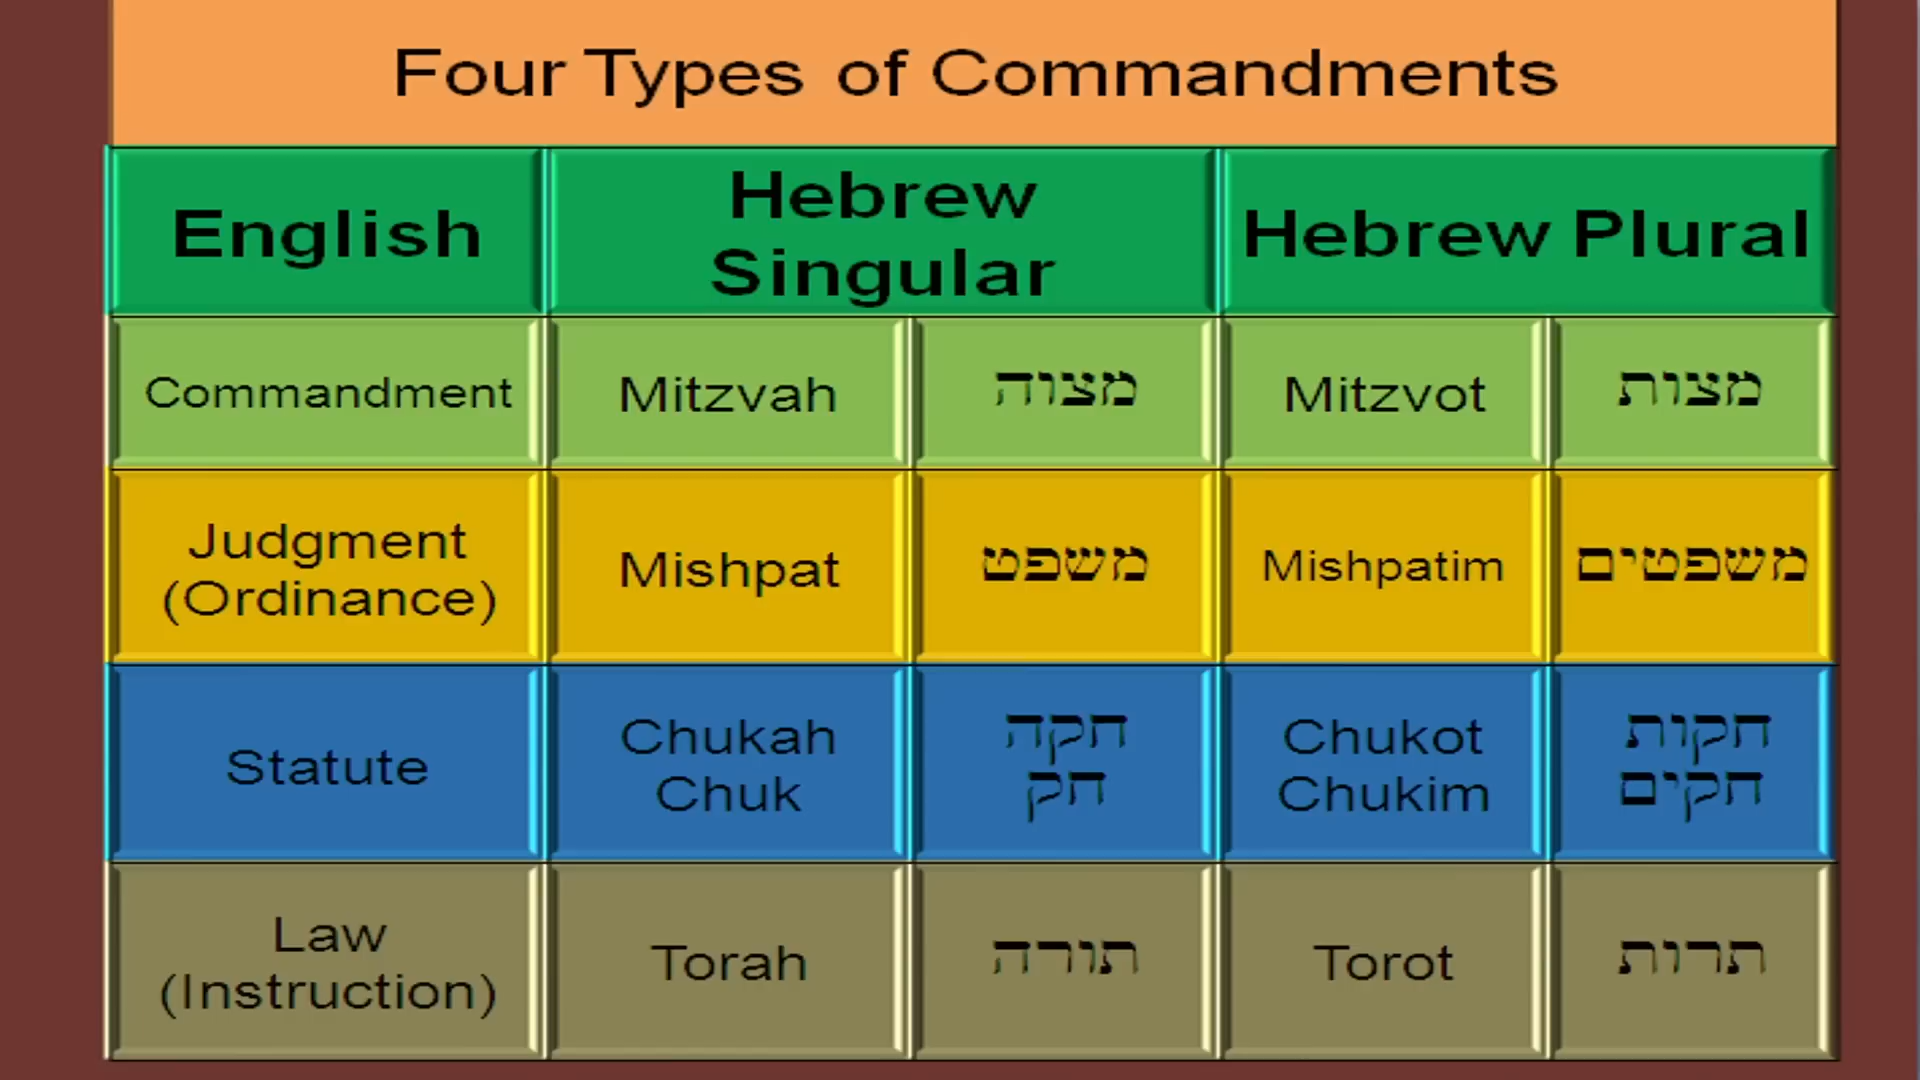 Four Types of Commandments
English
Hebrew
Singular
Hebrew Plural
Commandment
Mitzvah
מצוה
Mitzvot
מצות
Judgment
(Ordinance)
Mishpat
משפט
Mishpatim
משפטים
Statute
Chukah
Chuk
חקה
חק
Chukot
Chukim
חקות
חקים
Law
(Instruction)
Torah
תורה
Torot
תרות